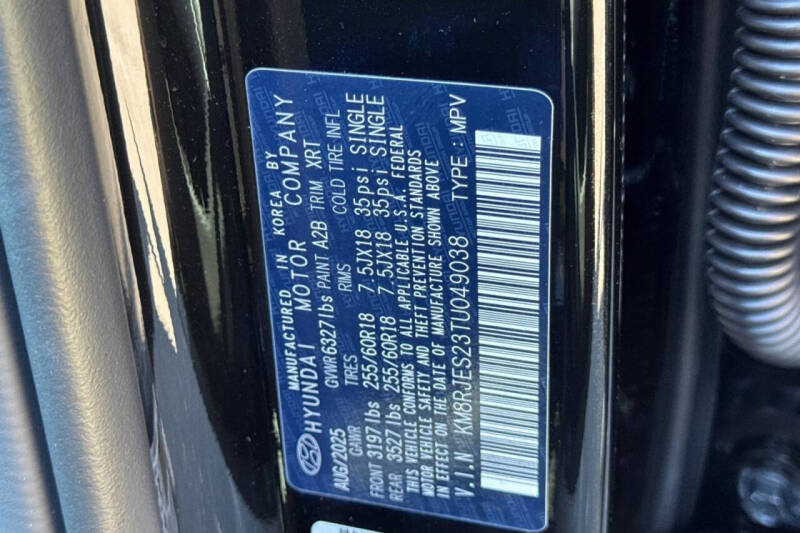 MANUFACTURED IN KOREA BY
HYUNDAI MOTOR COMPANY
AUG/2025 GVWR 6327lbs PAINT A2B TRIM XRT
GAWR TIRES RIMS COLD TIRE INFL
FRONT 3197lbs 255/60R18 7.5JX18 35psi SINGLE
REAR 3527lbs 255/60R18 7.5JX18 35psi SINGLE
THIS VEHICLE CONFORMS TO ALL APPLICABLE U.S.A. FEDERAL
MOTOR VEHICLE SAFETY AND THEFT PREVENTION STANDARDS
IN EFFECT ON THE DATE OF MANUFACTURE SHOWN ABOVE
V.I.N : KM8RJES23TU049038 TYPE : MPV